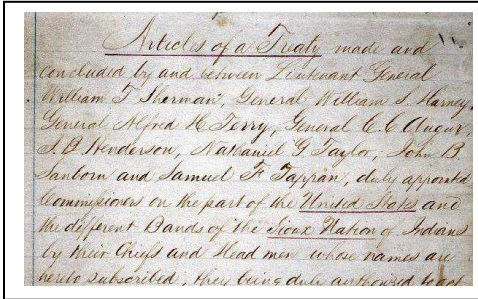 Articles of a Treaty made and
concluded by and between Lieutenant General
William T. Sherman, General William S. Harney,
General Alfred H. Terry, General C. C. Augur,
J. B. Henderson, Nathaniel G. Taylor, John B.
Sanborn and Samuel F. Tappan, duly appointed
Commissioners on the part of the United States and
the different Bands of the Sioux Nation of Indians
by their Chiefs and Head men whose names are
hereto subscribed, they being duly authorized to act